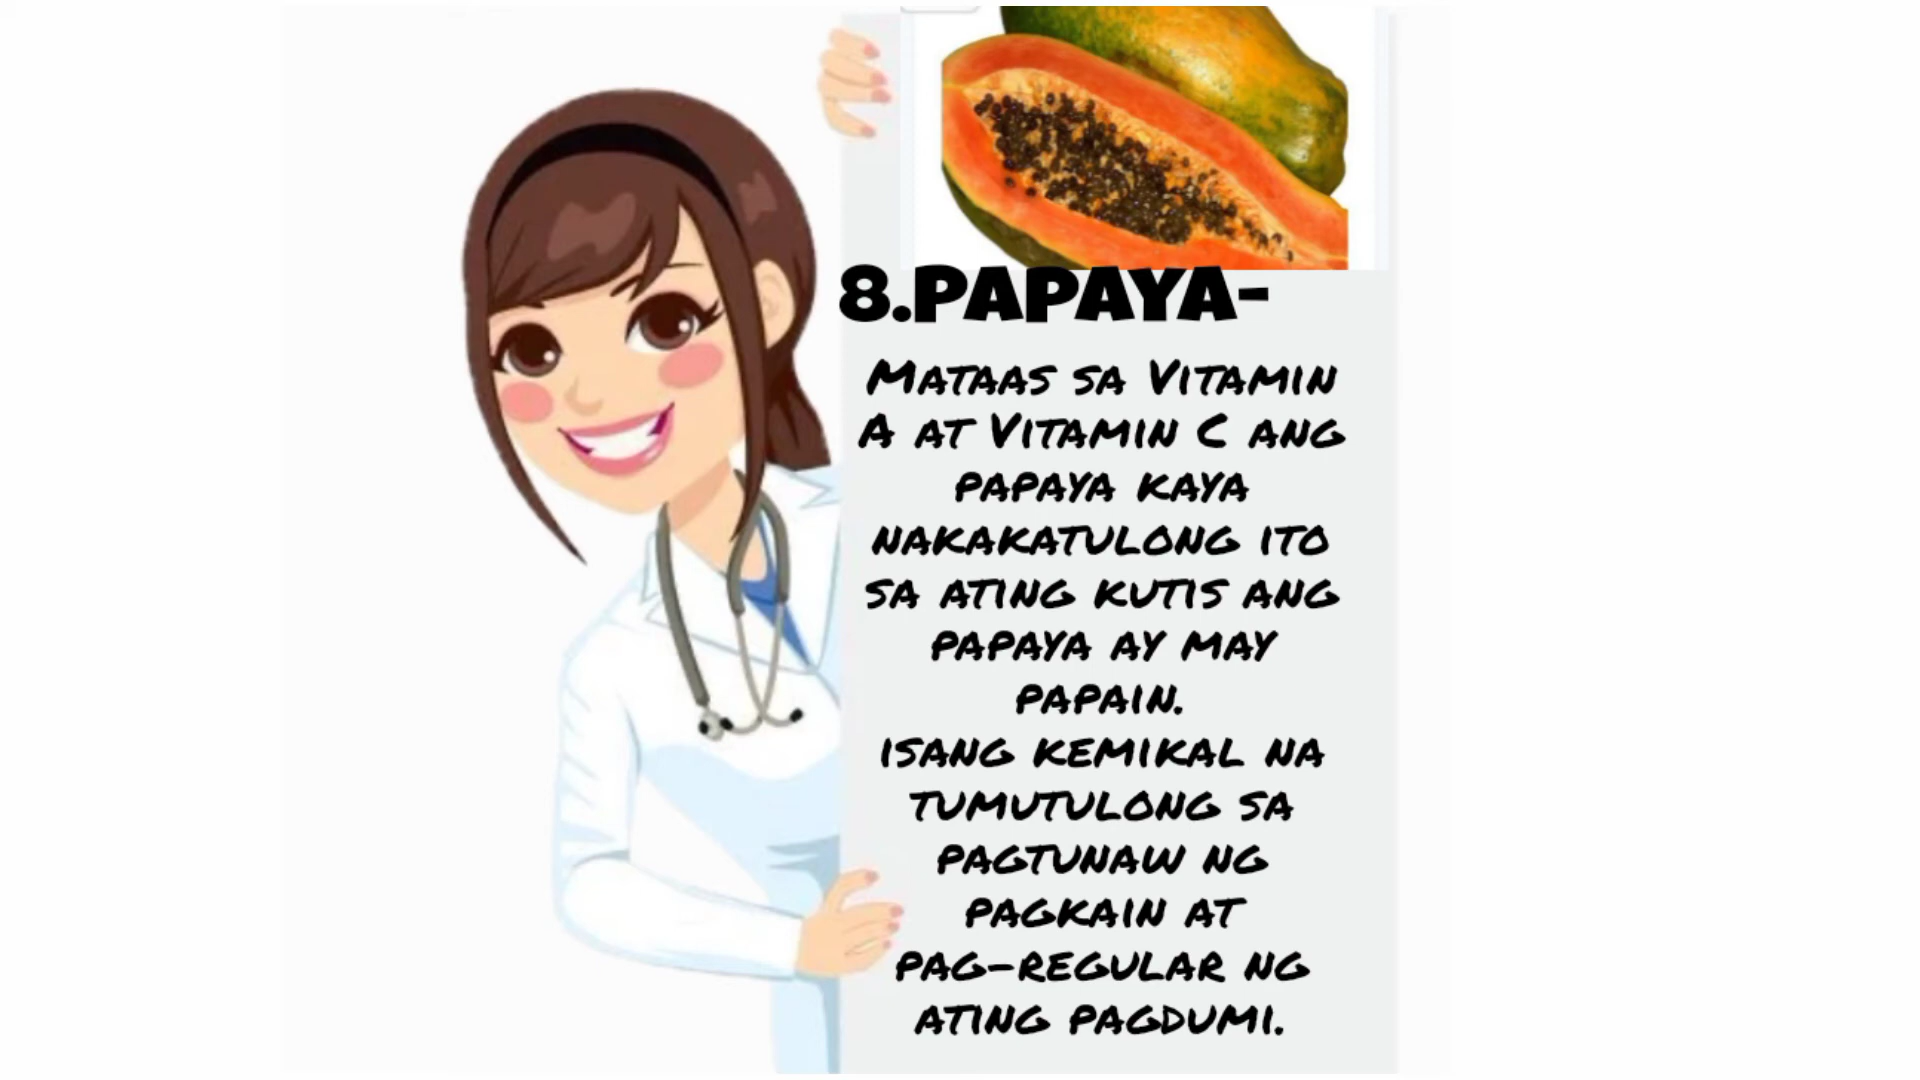 8.PAPAYA-
MATAAS SA VITAMIN
A AT VITAMIN C ANG
PAPAYA KAYA
NAKAKATULONG ITO
SA ATING KUTIS ANG
PAPAYA AY MAY
PAPAIN.
ISANG KEMIKAL NA
TUMUTULONG SA
PAGTUNAW NG
PAGKAIN AT
PAG-REGULAR NG
ATING PAGDUMI.